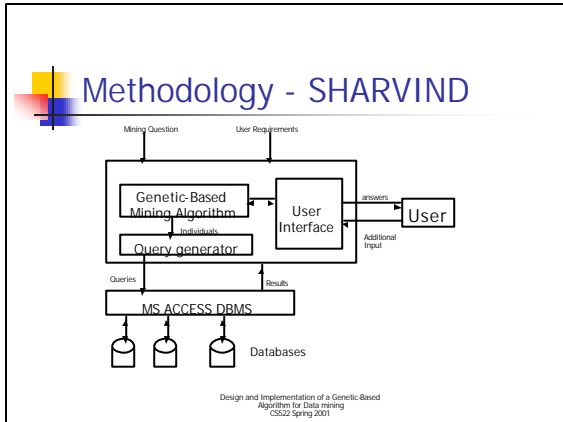 Methodology - SHARVIND
Mining Question
User Requirements
Genetic-Based
Mining Algorithm
User
Interface
answers
User
Individuals
Query generator
Additional
Input
Queries
Results
MS ACCESS DBMS
Databases
Design and Implementation of a Genetic-Based
Algorithm for Data mining
CS522 Spring 2001